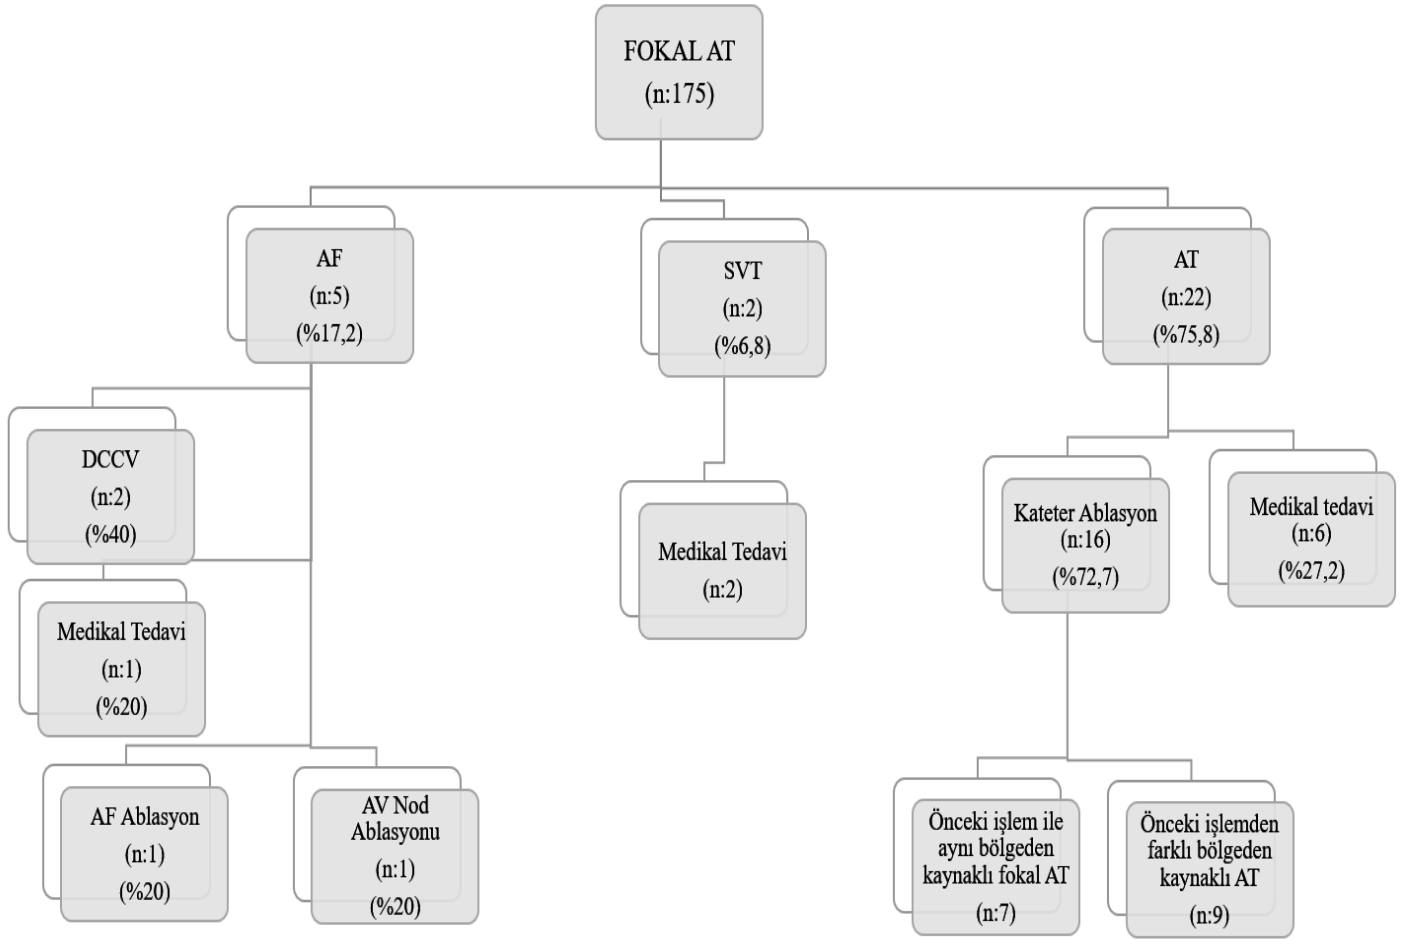 FOKAL AT
(n:175)
AF
(n:5)
(%17,2)
SVT
(n:2)
(%6,8)
AT
(n:22)
(%75,8)
DCCV
(n:2)
(%40)
Medikal Tedavi
(n:1)
(%20)
AF Ablasyon
(n:1)
(%20)
AV Nod
Ablasyonu
(n:1)
(%20)
Medikal Tedavi
(n:2)
Kateter Ablasyon
(n:16)
(%72,7)
Medikal tedavi
(n:6)
(%27,2)
Önceki işlem ile
aynı bölgeden
kaynaklı fokal AT
(n:7)
Önceki işlemden
farklı bölgeden
kaynaklı AT
(n:9)